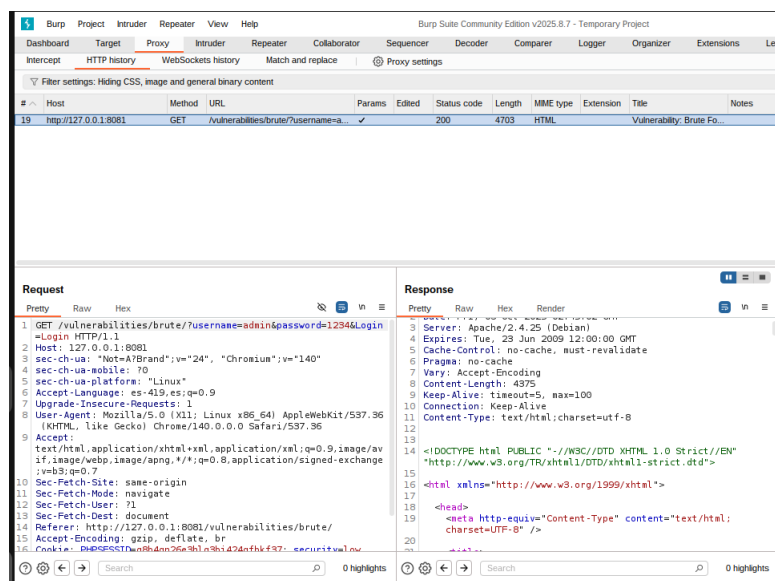 Burp Project Intruder Repeater View Help Burp Suite Community Edition v2025.8.7 - Temporary Project
Dashboard Target Proxy Intruder Repeater Collaborator Sequencer Decoder Comparer Logger Organizer Extensions Le
Intercept HTTP history WebSockets history Match and replace Proxy settings
Filter settings: Hiding CSS, image and general binary content
# Host Method URL Params Edited Status code Length MIME type Extension Title Notes
19 http://127.0.0.1:8081 GET /vulnerabilities/brute/?username=a... ✓ 200 4703 HTML Vulnerability: Brute Fo...
Request
Pretty Raw Hex \n
1 GET /vulnerabilities/brute/?username=admin&password=1234&Login
=Login HTTP/1.1
2 Host: 127.0.0.1:8081
3 sec-ch-ua: "Not=A?Brand";v="24", "Chromium";v="140"
4 sec-ch-ua-mobile: ?0
5 sec-ch-ua-platform: "Linux"
6 Accept-Language: es-419,es;q=0.9
7 Upgrade-Insecure-Requests: 1
8 User-Agent: Mozilla/5.0 (X11; Linux x86_64) AppleWebKit/537.36
(KHTML, like Gecko) Chrome/140.0.0.0 Safari/537.36
9 Accept:
text/html,application/xhtml+xml,application/xml;q=0.9,image/av
if,image/webp,image/apng,*/*;q=0.8,application/signed-exchange
;v=b3;q=0.7
10 Sec-Fetch-Site: same-origin
11 Sec-Fetch-Mode: navigate
12 Sec-Fetch-User: ?1
13 Sec-Fetch-Dest: document
14 Referer: http://127.0.0.1:8081/vulnerabilities/brute/
15 Accept-Encoding: gzip, deflate, br
16 Cookie: security=low
Search 0 highlights
Response
Pretty Raw Hex Render \n
3 Server: Apache/2.4.25 (Debian)
4 Expires: Tue, 23 Jun 2009 12:00:00 GMT
5 Cache-Control: no-cache, must-revalidate
6 Pragma: no-cache
7 Vary: Accept-Encoding
8 Content-Length: 4375
9 Keep-Alive: timeout=5, max=100
10 Connection: Keep-Alive
11 Content-Type: text/html;charset=utf-8
12
13
14 <!DOCTYPE html PUBLIC "-//W3C//DTD XHTML 1.0 Strict//EN"
"http://www.w3.org/TR/xhtml1/DTD/xhtml1-strict.dtd">
15
16 <html xmlns="http://www.w3.org/1999/xhtml">
17
18 <head>
19 <meta http-equiv="Content-Type" content="text/html;
charset=UTF-8" />
20
Search 0 highlights